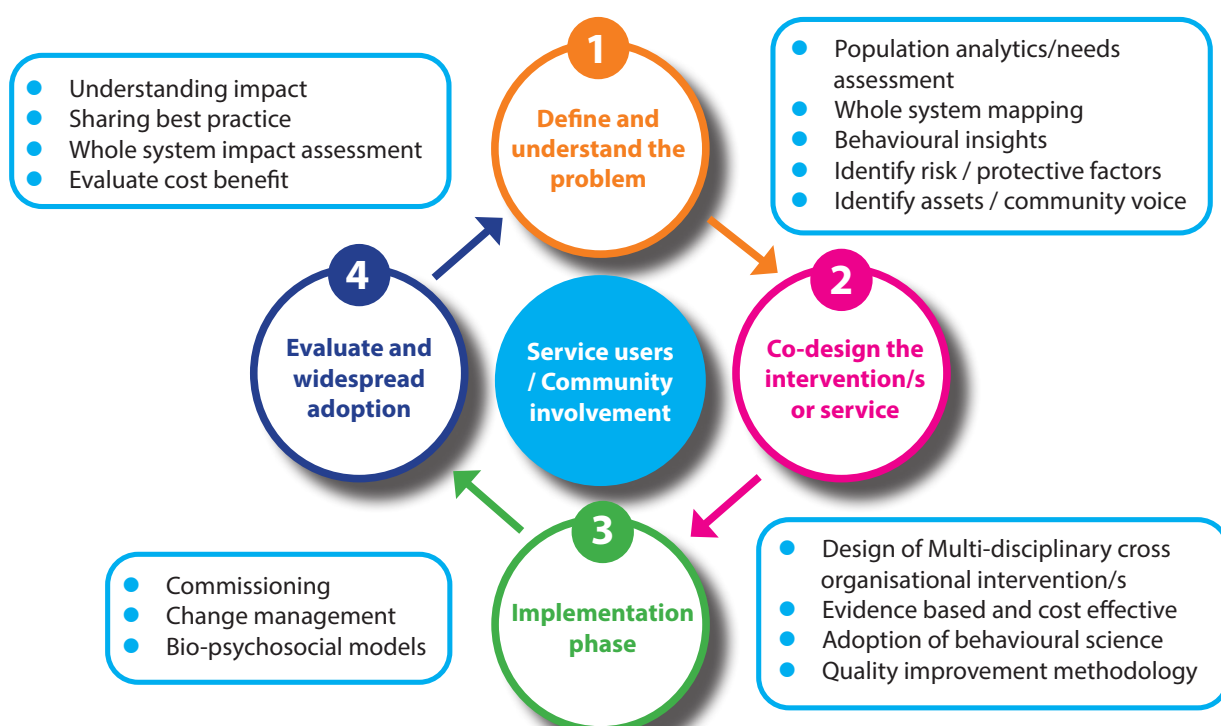 1
Define and
understand the
problem
Population analytics/needs
assessment
Whole system mapping
Behavioural insights
Identify risk / protective factors
Identify assets / community voice
2
Co-design the
intervention/s
or service
Design of Multi-disciplinary cross
organisational intervention/s
Evidence based and cost effective
Adoption of behavioural science
Quality improvement methodology
3
Implementation
phase
Commissioning
Change management
Bio-psychosocial models
4
Evaluate and
widespread
adoption
Understanding impact
Sharing best practice
Whole system impact assessment
Evaluate cost benefit
Service users
/ Community
involvement